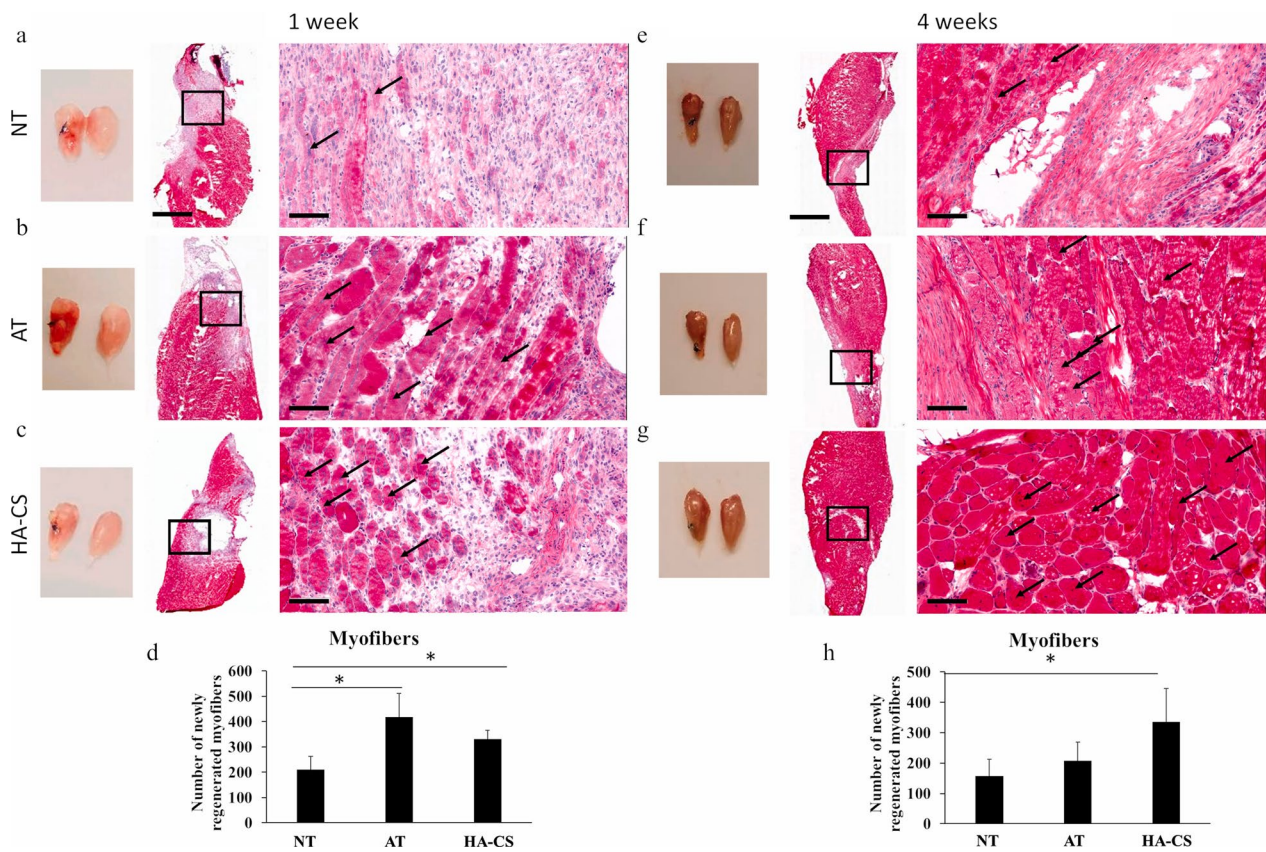 1 week
4 weeks
a
e
NT
b
f
AT
c
g
HA-CS
d
Myofibers
*
*
Number of newly
regenerated myofibers
600
500
400
300
200
100
0
NT AT HA-CS
h
Myofibers
*
Number of newly
regenerated myofibers
500
400
300
200
100
0
NT AT HA-CS